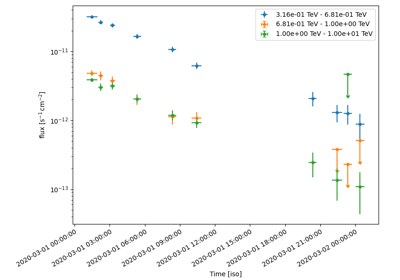 3.16e-01 TeV - 6.81e-01 TeV
6.81e-01 TeV - 1.00e+00 TeV
1.00e+00 TeV - 1.00e+01 TeV
10⁻¹¹
10⁻¹²
10⁻¹³
flux [s⁻¹ cm⁻²]
2020-03-01 00:00:00
2020-03-01 03:00:00
2020-03-01 06:00:00
2020-03-01 09:00:00
2020-03-01 12:00:00
2020-03-01 15:00:00
2020-03-01 18:00:00
2020-03-01 21:00:00
2020-03-02 00:00:00
Time [iso]